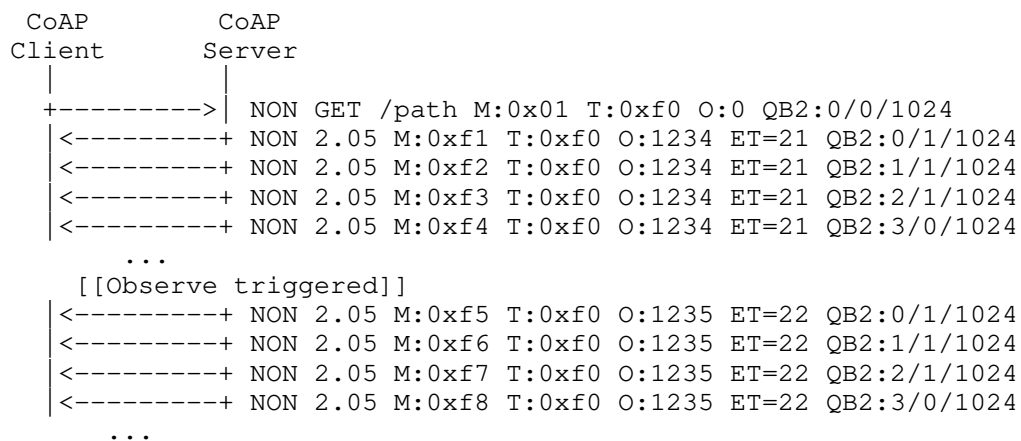 CoAP        CoAP
Client      Server
  |          |
  +--------->| NON GET /path M:0x01 T:0xf0 O:0 QB2:0/0/1024
  |<---------+ NON 2.05 M:0xf1 T:0xf0 O:1234 ET=21 QB2:0/1/1024
  |<---------+ NON 2.05 M:0xf2 T:0xf0 O:1234 ET=21 QB2:1/1/1024
  |<---------+ NON 2.05 M:0xf3 T:0xf0 O:1234 ET=21 QB2:2/1/1024
  |<---------+ NON 2.05 M:0xf4 T:0xf0 O:1234 ET=21 QB2:3/0/1024
      ...
    [[Observe triggered]]
  |<---------+ NON 2.05 M:0xf5 T:0xf0 O:1235 ET=22 QB2:0/1/1024
  |<---------+ NON 2.05 M:0xf6 T:0xf0 O:1235 ET=22 QB2:1/1/1024
  |<---------+ NON 2.05 M:0xf7 T:0xf0 O:1235 ET=22 QB2:2/1/1024
  |<---------+ NON 2.05 M:0xf8 T:0xf0 O:1235 ET=22 QB2:3/0/1024
     ...